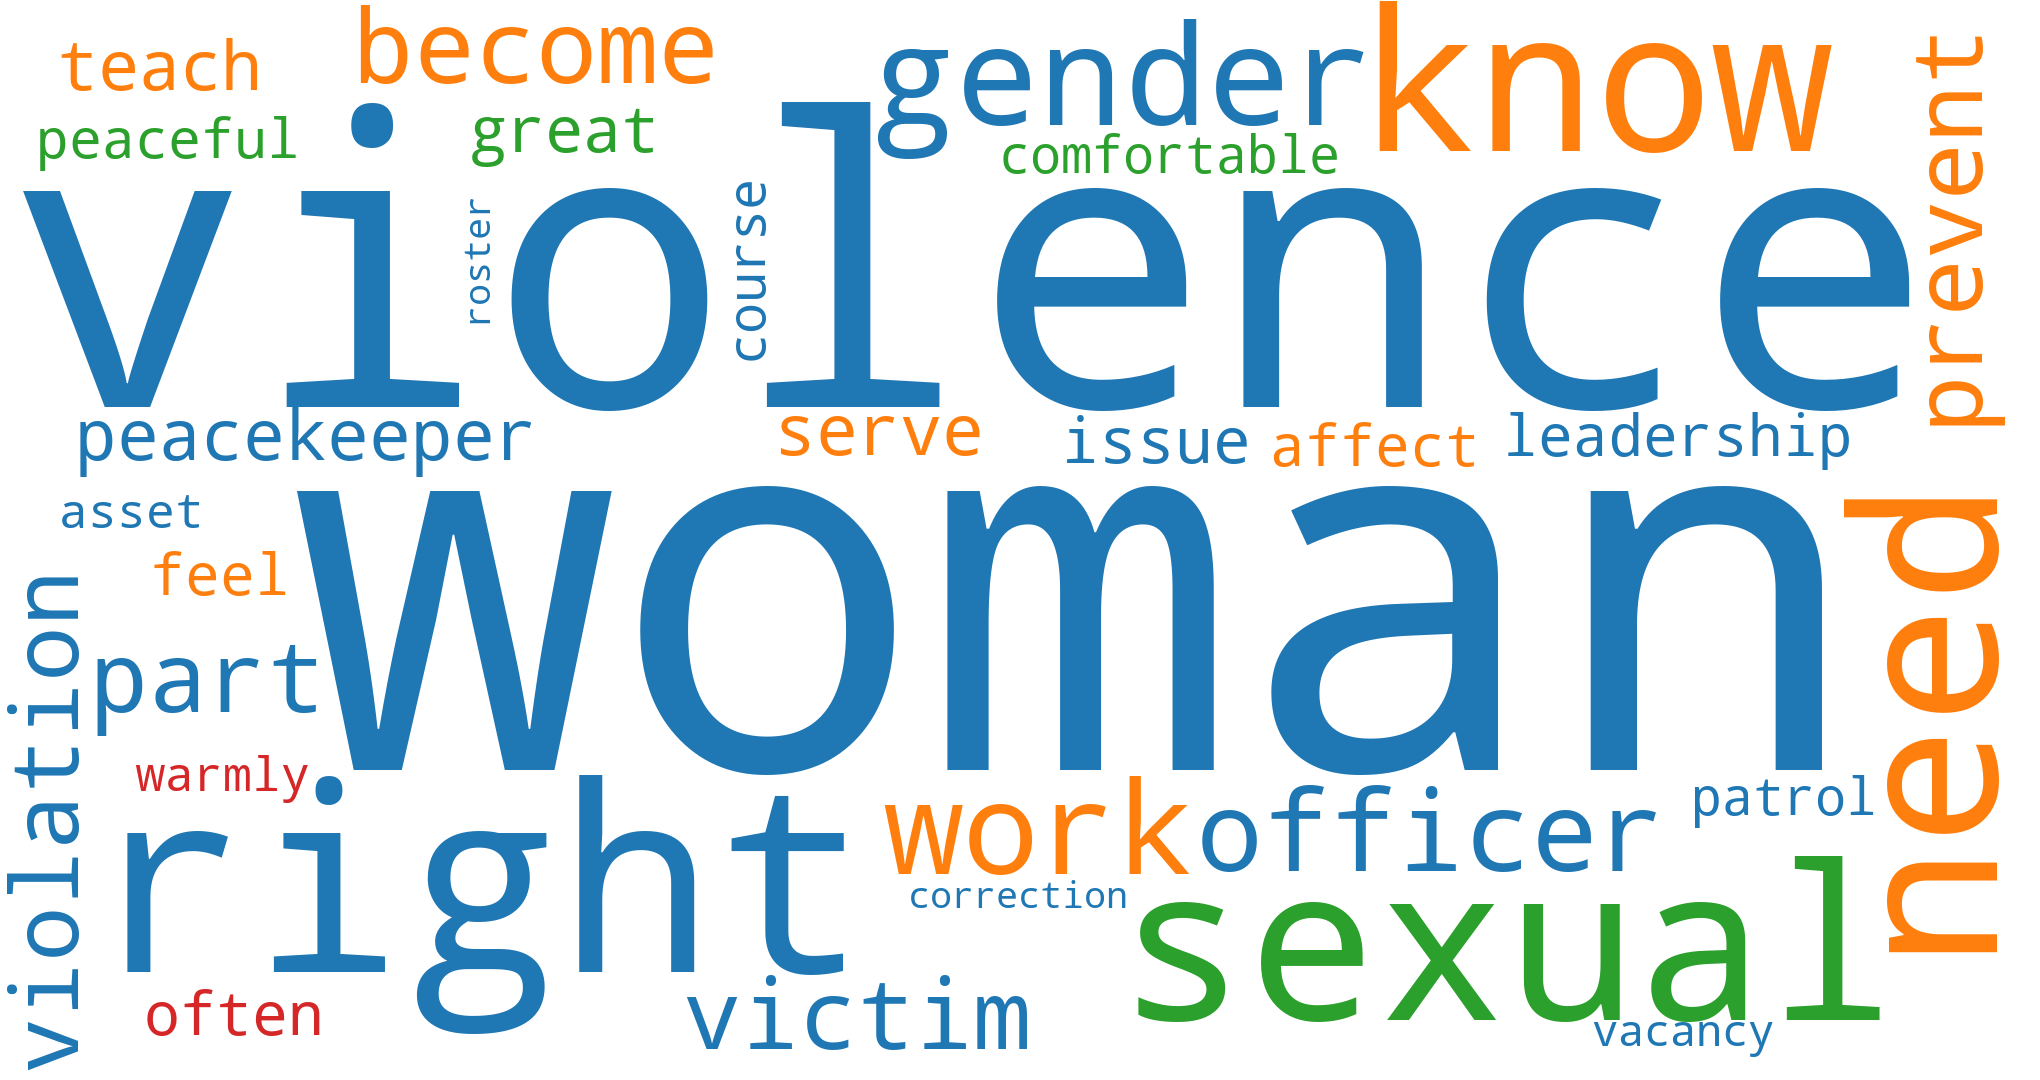 teach
become
gender
know
prevent
peaceful
great
comfortable
violence
roster
course
peacekeeper
serve
issue
affect
leadership
asset
woman
need
feel
violation
part
warmly
right
work
officer
patrol
correction
sexual
often
victim
vacancy